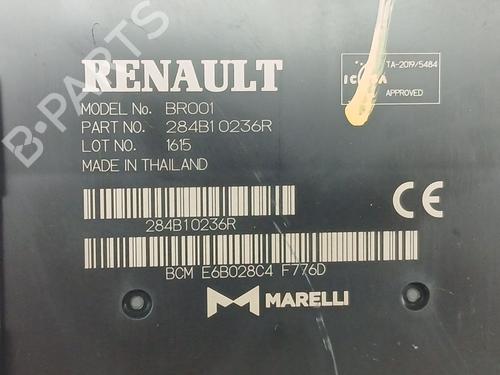 RENAULT
MODEL No. BR001
PART NO. 284B10236R
LOT NO. 1615
MADE IN THAILAND
TA-2019/5484
APPROVED
284B10236R
BCM E6B028C4 F776D
CE
MARELLI
B-PARTS